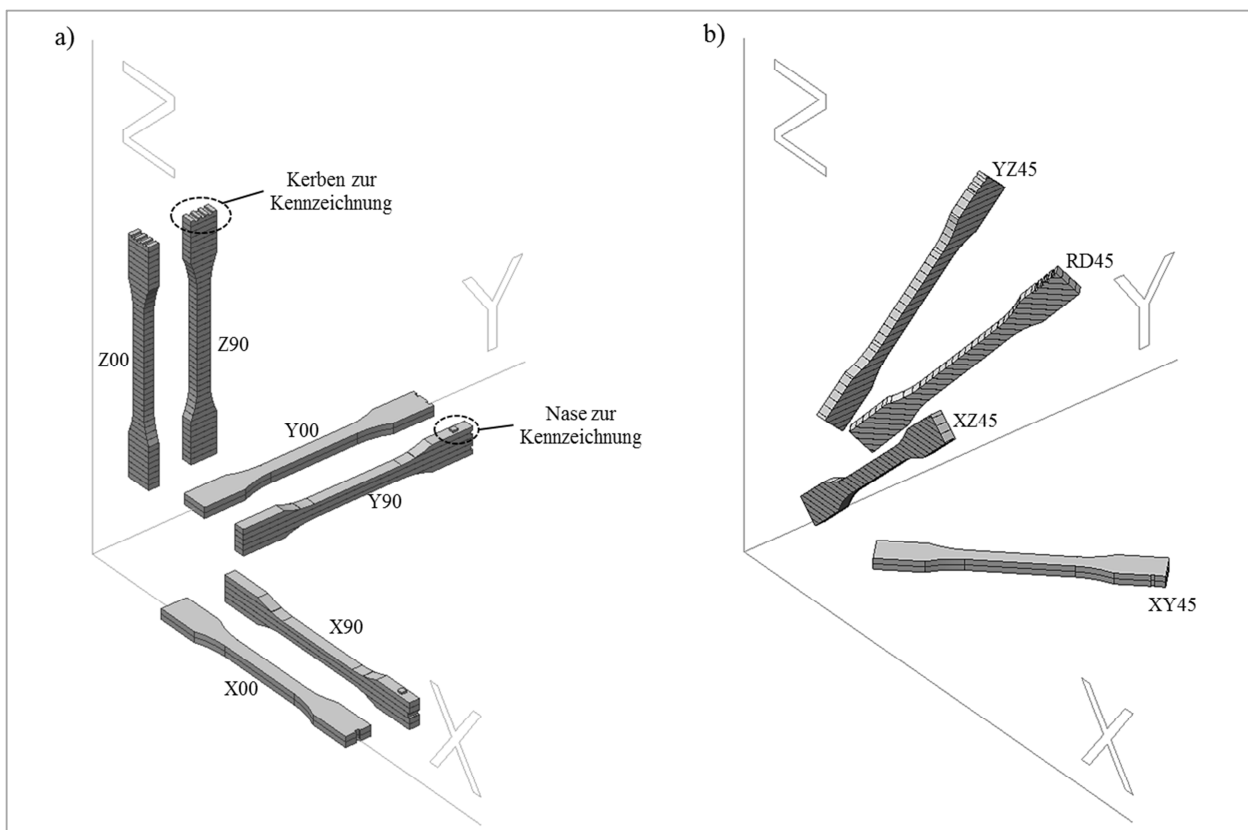 a)
Z
Kerben zur
Kennzeichnung
Z00
Z90
Y
Y00
Nase zur
Kennzeichnung
Y90
X90
X00
X
b)
Z
YZ45
RD45
Y
XZ45
XY45
X